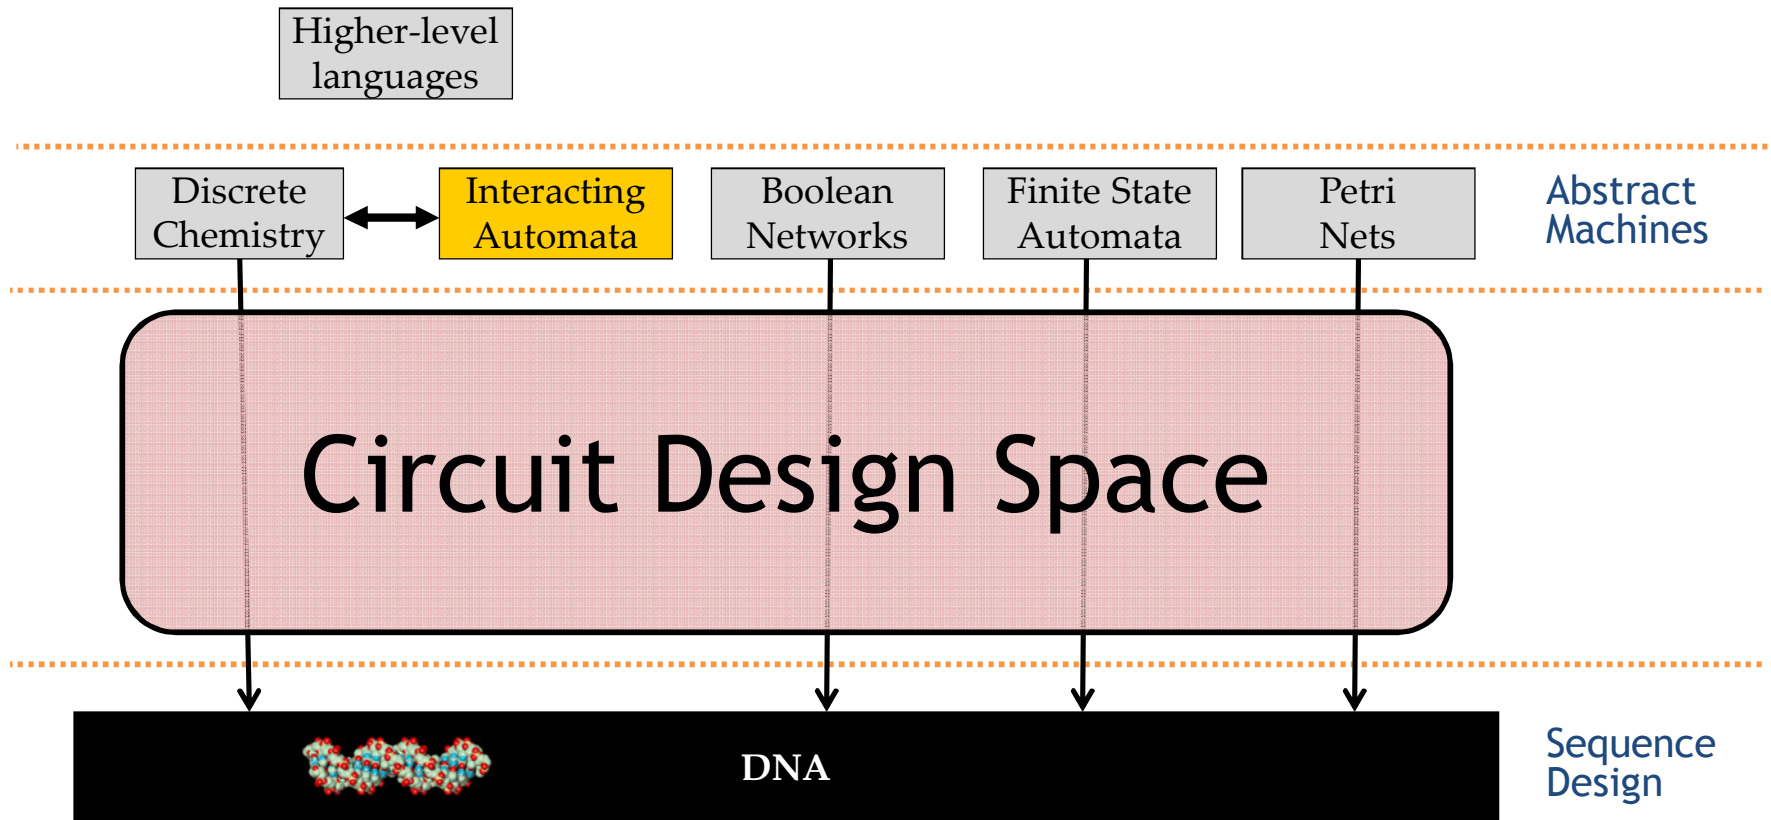 Higher-level
languages
Discrete
Chemistry
Interacting
Automata
Boolean
Networks
Finite State
Automata
Petri
Nets
Abstract
Machines
Circuit Design Space
DNA
Sequence
Design